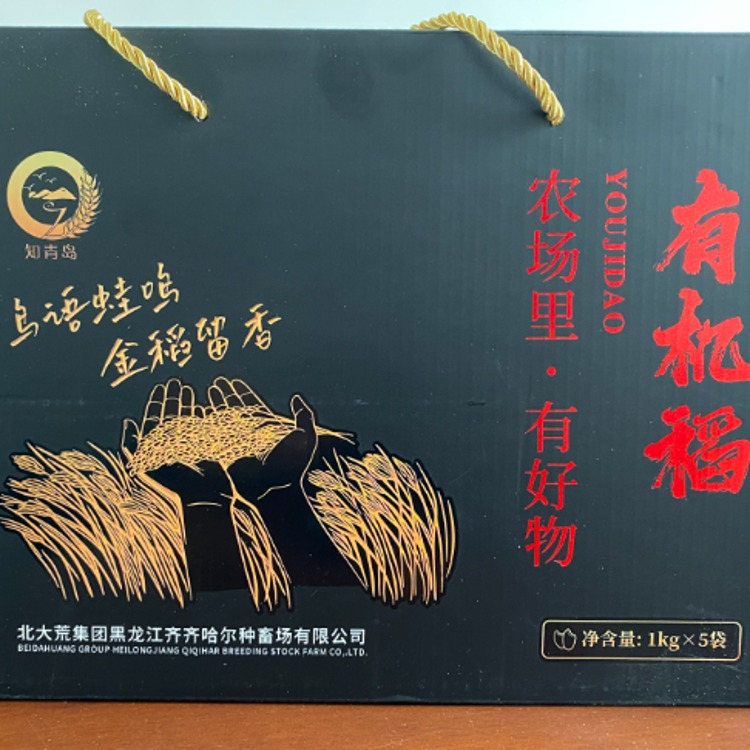 知青岛
鸟语蛙鸣
金稻留香
有机稻
YOUJIDAO
农场里·有好物
北大荒集团黑龙江齐齐哈尔种畜场有限公司
BEIDAHUANG GROUP HEILONGJIANG QIQIHAR BREEDING STOCK FARM CO,.LTD.
净含量: 1kg×5袋